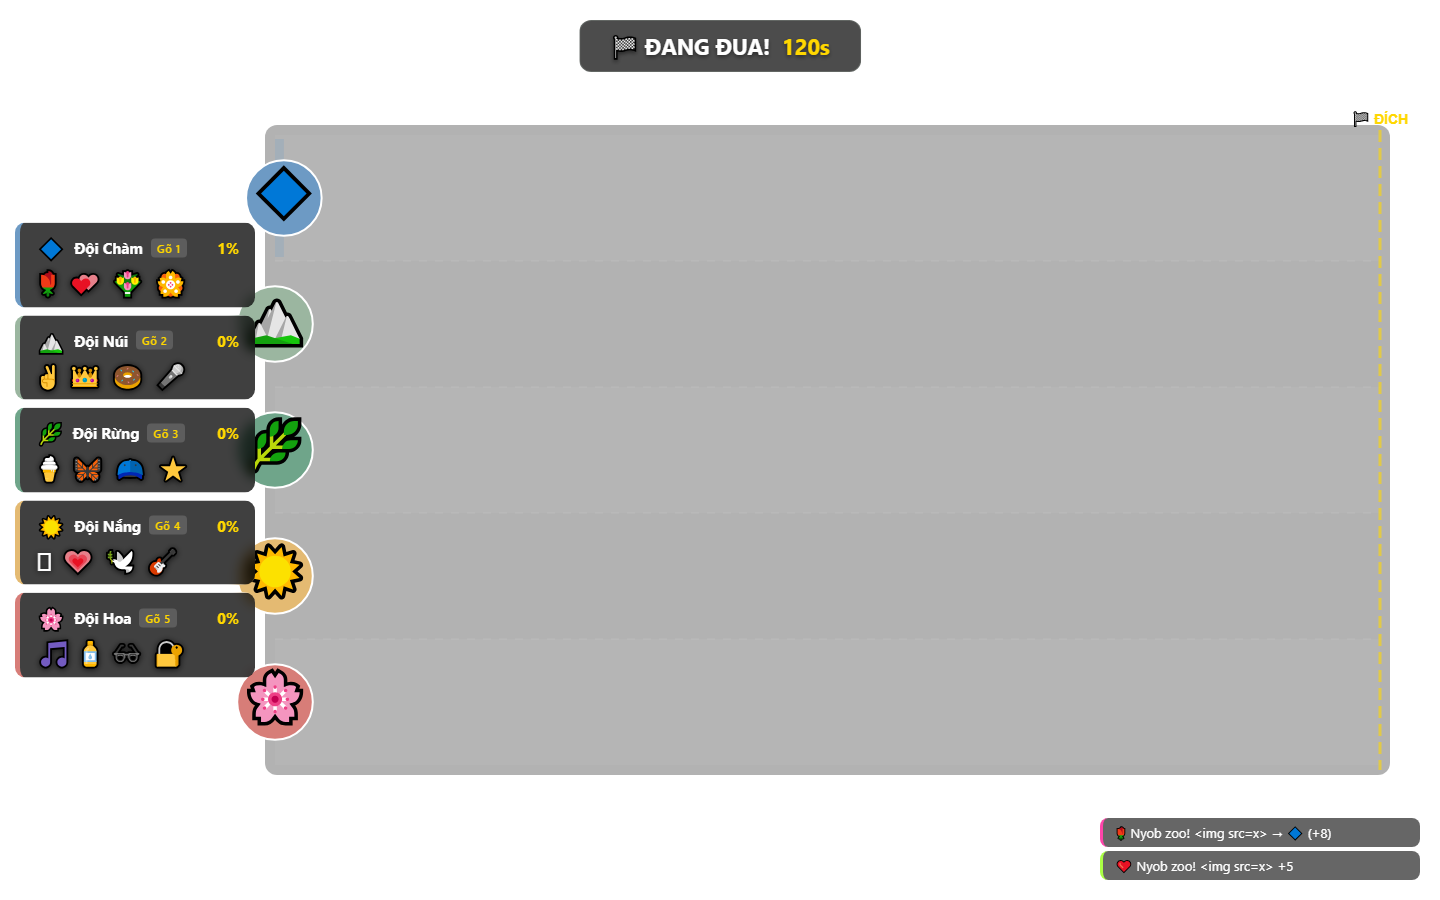 ĐANG ĐUA! 120s
ĐÍCH
Đội Chàm Gõ 1 1%
Đội Núi Gõ 2 0%
Đội Rừng Gõ 3 0%
Đội Nắng Gõ 4 0%
Đội Hoa Gõ 5 0%
Nyob zoo! <img src=x> → (+8)
Nyob zoo! <img src=x> +5